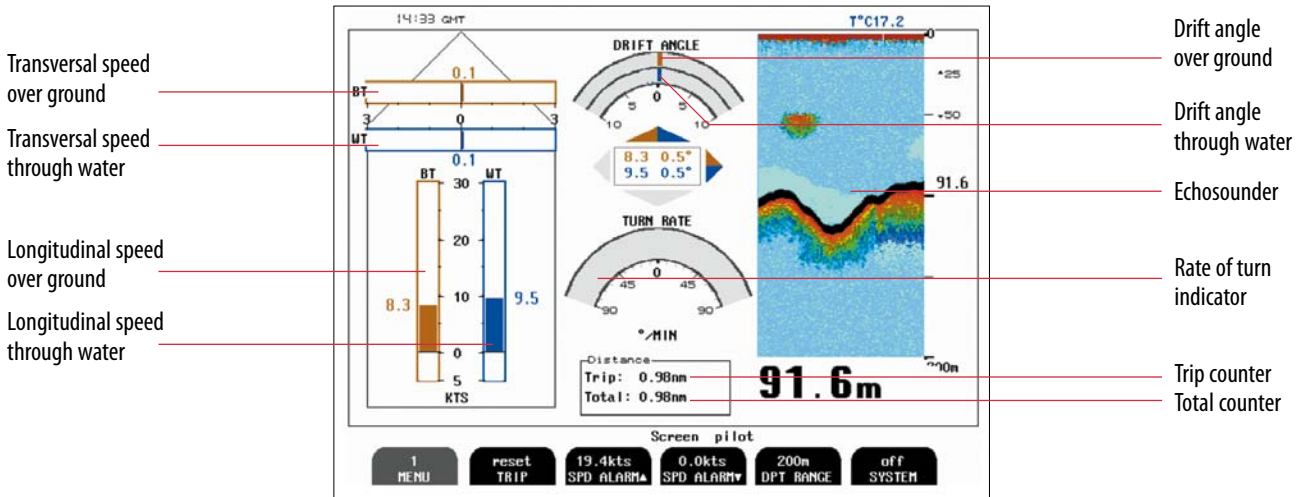 Transversal speed
over ground
Transversal speed
through water
Longitudinal speed
over ground
Longitudinal speed
through water
14:33 GMT
T°C17.2
0.1
BT
3 0 3
WT
0.1
BT WT
30
20
10
0
5
KTS
8.3
9.5
DRIFT ANGLE
10 5 0 5 10
8.3 0.5°
9.5 0.5°
TURN RATE
90 45 0 45 90
°/MIN
Distance
Trip: 0.98nm
Total: 0.98nm
0
25
50
91.6
200m
91.6m
Screen pilot
1
MENU
reset
TRIP
19.4kts
SPD ALARM▲
0.0kts
SPD ALARM▼
200m
DPT RANGE
off
SYSTEM
Drift angle
over ground
Drift angle
through water
Echosounder
Rate of turn
indicator
Trip counter
Total counter